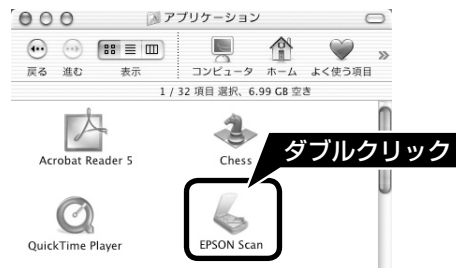 アプリケーション
戻る 進む 表示 コンピュータ ホーム よく使う項目
1 / 32 項目 選択、6.99 GB 空き
Acrobat Reader 5 Chess
ダブルクリック
QuickTime Player EPSON Scan